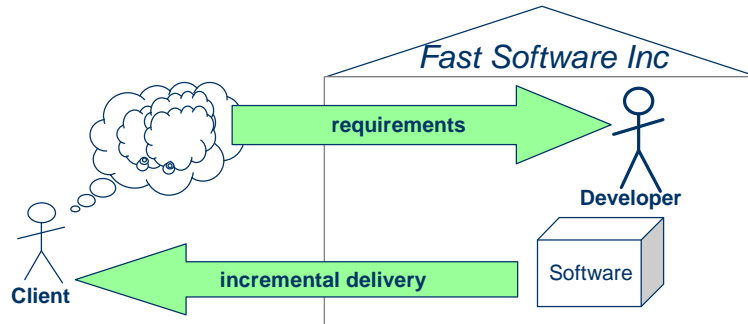 Fast Software Inc
requirements
Developer
Software
incremental delivery
Client